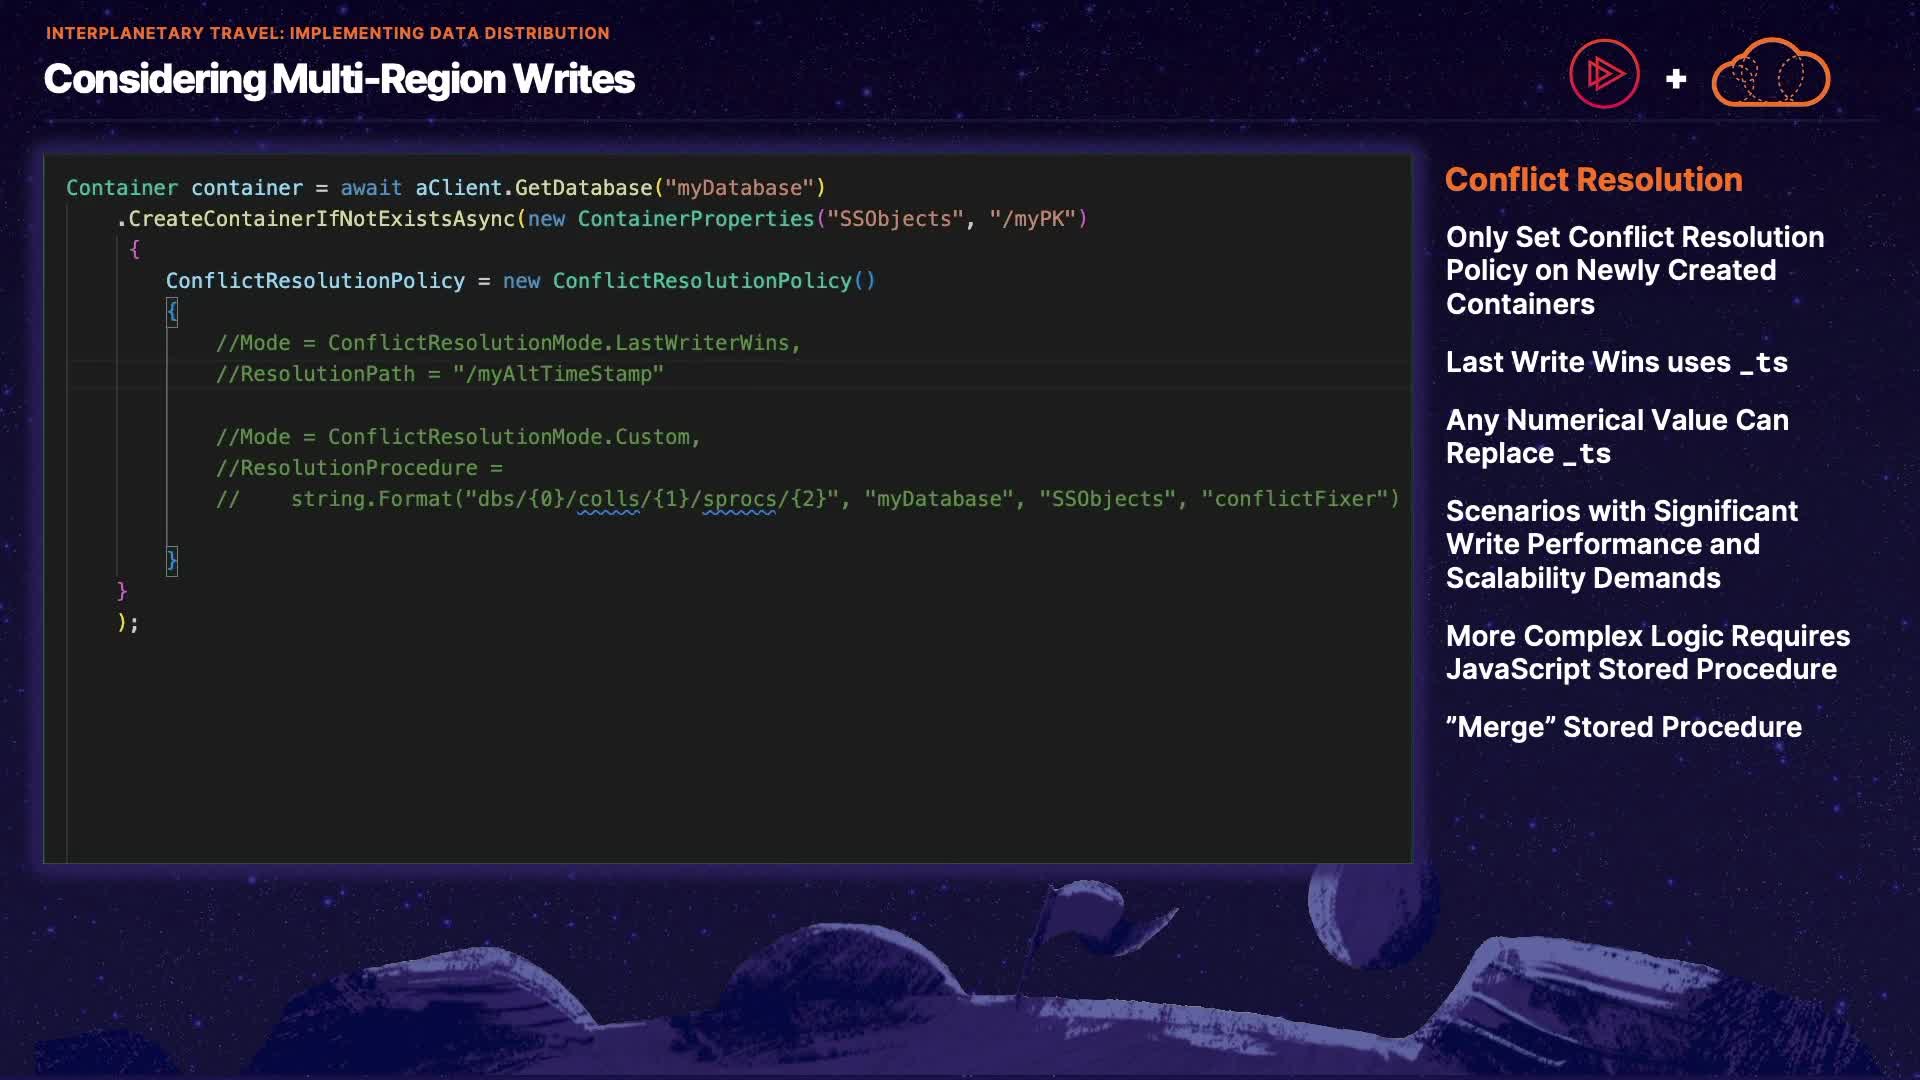 INTERPLANETARY TRAVEL: IMPLEMENTING DATA DISTRIBUTION
Considering Multi-Region Writes
+
Container container = await aClient.GetDatabase("myDatabase")
.CreateContainerIfNotExistsAsync(new ContainerProperties("SSObjects", "/myPK")
{
ConflictResolutionPolicy = new ConflictResolutionPolicy()
{
//Mode = ConflictResolutionMode.LastWriterWins,
//ResolutionPath = "/myAltTimeStamp"
//Mode = ConflictResolutionMode.Custom,
//ResolutionProcedure =
//    string.Format("dbs/{0}/colls/{1}/sprocs/{2}", "myDatabase", "SSObjects", "conflictFixer")
}
}
);
Conflict Resolution
Only Set Conflict Resolution
Policy on Newly Created
Containers
Last Write Wins uses _ts
Any Numerical Value Can
Replace _ts
Scenarios with Significant
Write Performance and
Scalability Demands
More Complex Logic Requires
JavaScript Stored Procedure
”Merge” Stored Procedure